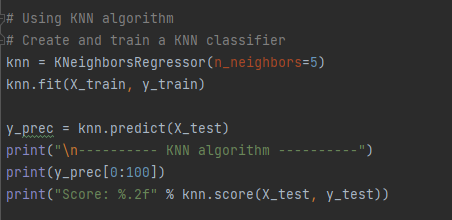 # Using KNN algorithm
# Create and train a KNN classifier
knn = KNeighborsRegressor(n_neighbors=5)
knn.fit(X_train, y_train)
y_prec = knn.predict(X_test)
print("\n---------- KNN algorithm ----------")
print(y_prec[0:100])
print("Score: %.2f" % knn.score(X_test, y_test))